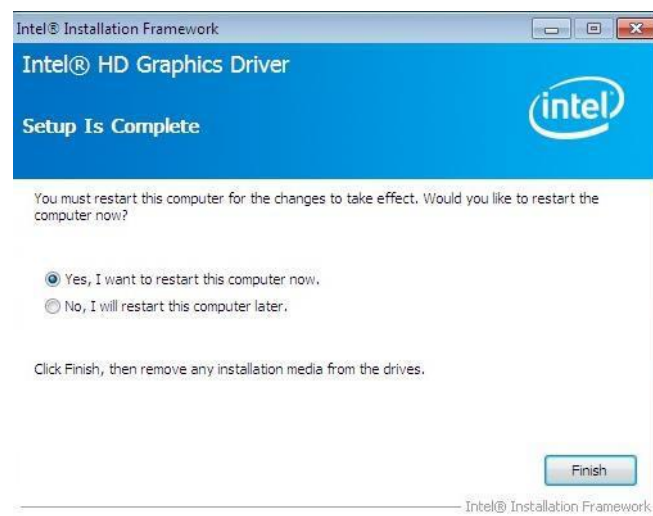 Intel® Installation Framework
Intel® HD Graphics Driver
intel
Setup Is Complete
You must restart this computer for the changes to take effect. Would you like to restart the
computer now?
Yes, I want to restart this computer now.
No, I will restart this computer later.
Click Finish, then remove any installation media from the drives.
Finish
Intel® Installation Framework